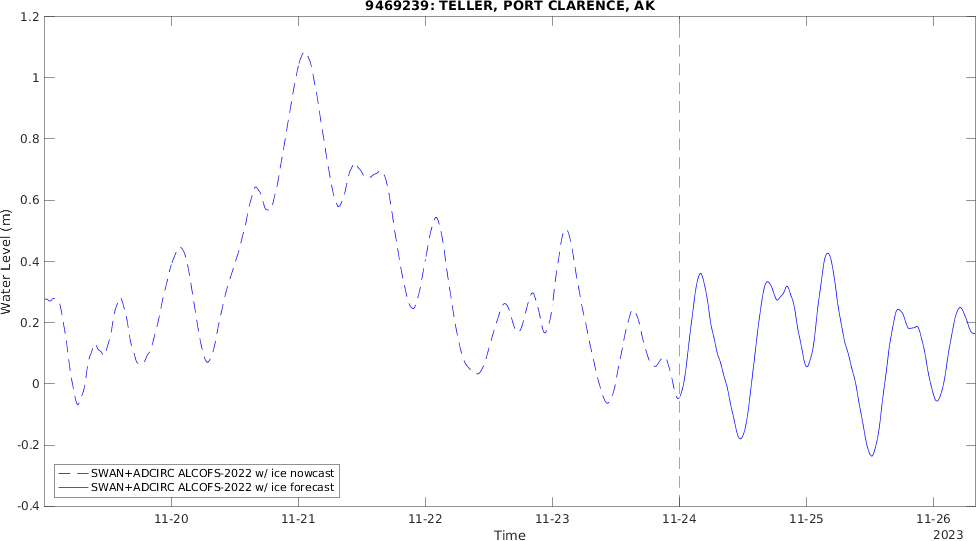 9469239: TELLER, PORT CLARENCE, AK
1.2
1
0.8
0.6
0.4
0.2
0
-0.2
-0.4
Water Level (m)
SWAN+ADCIRC ALCOFS-2022 w/ ice nowcast
SWAN+ADCIRC ALCOFS-2022 w/ ice forecast
11-20 11-21 11-22 11-23 11-24 11-25 11-26
Time
2023